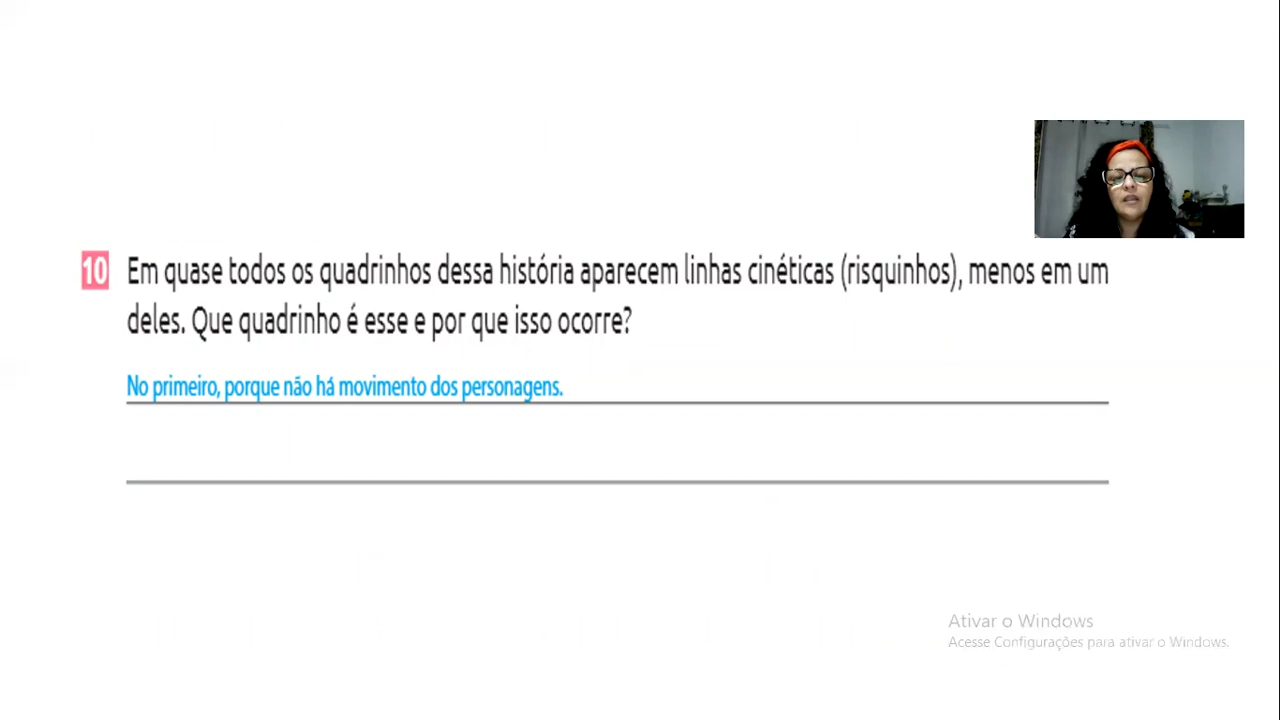 10 Em quase todos os quadrinhos dessa história aparecem linhas cinéticas (risquinhos), menos em um
deles. Que quadrinho é esse e por que isso ocorre?
No primeiro, porque não há movimento dos personagens.
Ativar o Windows
Acesse Configurações para ativar o Windows.